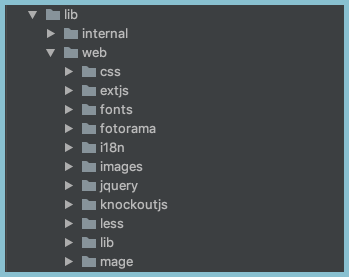 lib
internal
web
css
extjs
fonts
fotorama
i18n
images
jquery
knockoutjs
less
lib
mage